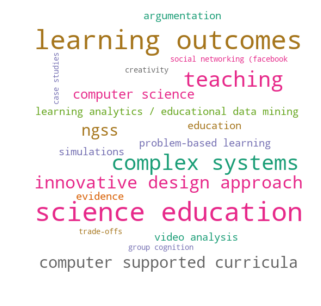 argumentation
learning outcomes
case studies
social networking (facebook
creativity
teaching
computer science
learning analytics / educational data mining
ngss
education
problem-based learning
simulations
complex systems
innovative design approach
evidence
science education
trade-offs
video analysis
group cognition
computer supported curricula